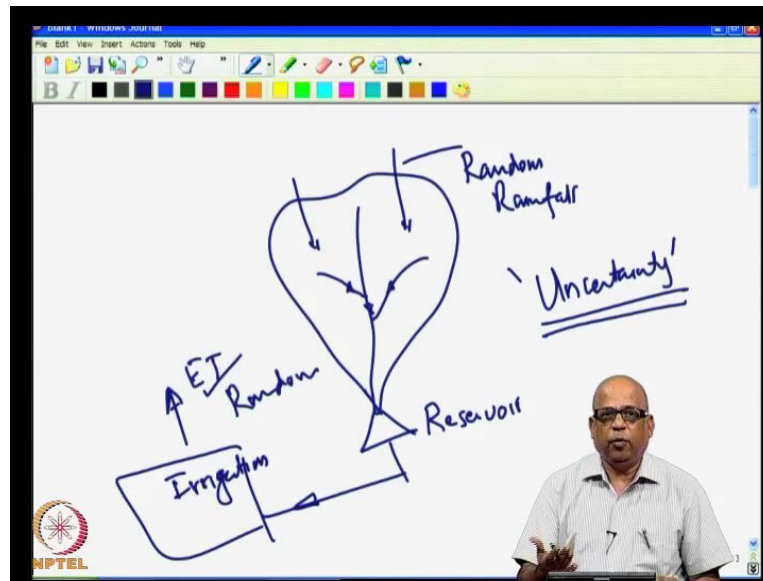 Blank1 - Windows Journal
File Edit View Insert Actions Tools Help
B I
Random
Rainfall
'Uncertainty'
ET
Random
Reservoir
Irrigation
NPTEL